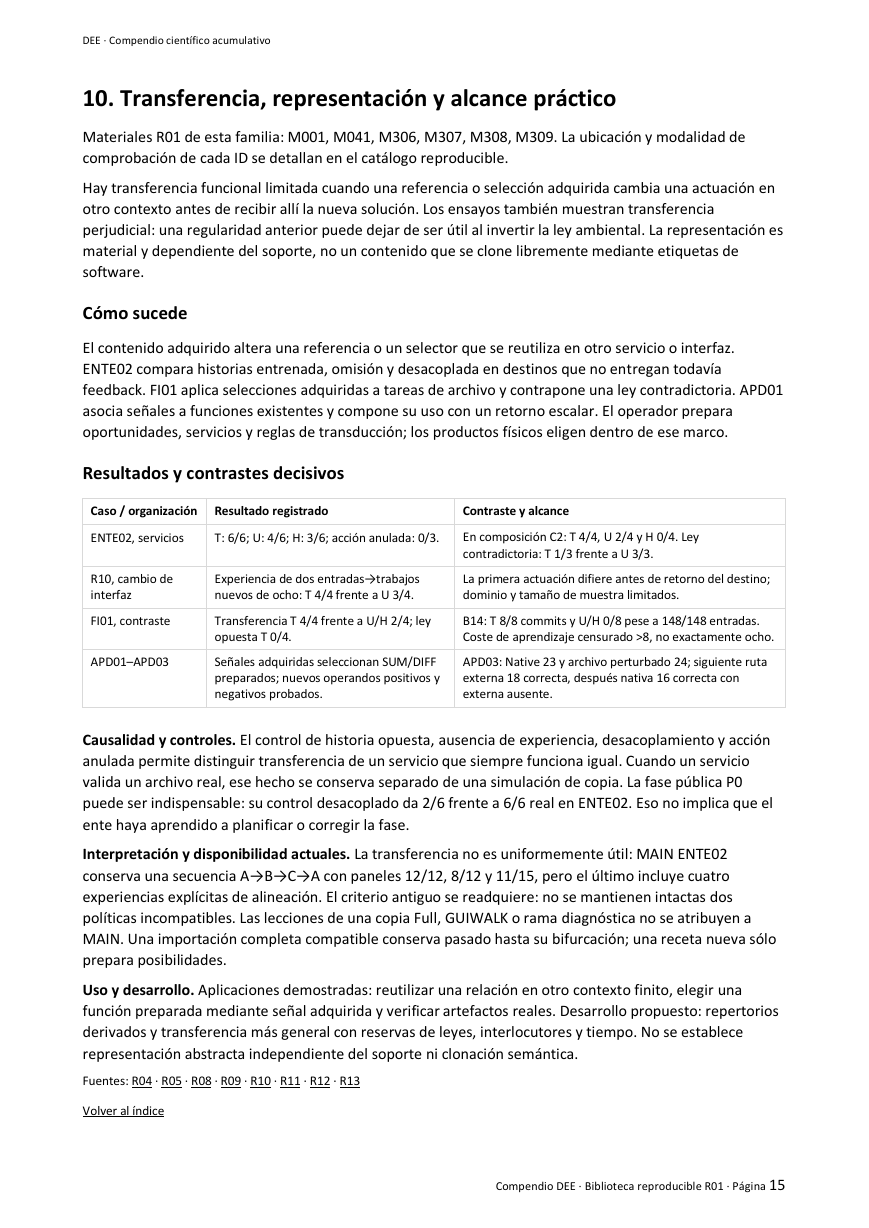 DEE · Compendio científico acumulativo
10. Transferencia, representación y alcance práctico
Materiales R01 de esta familia: M001, M041, M306, M307, M308, M309. La ubicación y modalidad de
comprobación de cada ID se detallan en el catálogo reproducible.
Hay transferencia funcional limitada cuando una referencia o selección adquirida cambia una actuación en
otro contexto antes de recibir allí la nueva solución. Los ensayos también muestran transferencia
perjudicial: una regularidad anterior puede dejar de ser útil al invertir la ley ambiental. La representación es
material y dependiente del soporte, no un contenido que se clone libremente mediante etiquetas de
software.
Cómo sucede
El contenido adquirido altera una referencia o un selector que se reutiliza en otro servicio o interfaz.
ENTE02 compara historias entrenada, omisión y desacoplada en destinos que no entregan todavía
feedback. FI01 aplica selecciones adquiridas a tareas de archivo y contrapone una ley contradictoria. APD01
asocia señales a funciones existentes y compone su uso con un retorno escalar. El operador prepara
oportunidades, servicios y reglas de transducción; los productos físicos eligen dentro de ese marco.
Resultados y contrastes decisivos
Caso / organización Resultado registrado Contraste y alcance
ENTE02, servicios T: 6/6; U: 4/6; H: 3/6; acción anulada: 0/3. En composición C2: T 4/4, U 2/4 y H 0/4. Ley
contradictoria: T 1/3 frente a U 3/3.
R10, cambio de Experiencia de dos entradas→trabajos La primera actuación difiere antes de retorno del destino;
interfaz nuevos de ocho: T 4/4 frente a U 3/4. dominio y tamaño de muestra limitados.
FI01, contraste Transferencia T 4/4 frente a U/H 2/4; ley B14: T 8/8 commits y U/H 0/8 pese a 148/148 entradas.
opuesta T 0/4. Coste de aprendizaje censurado >8, no exactamente ocho.
APD01–APD03 Señales adquiridas seleccionan SUM/DIFF APD03: Native 23 y archivo perturbado 24; siguiente ruta
preparados; nuevos operandos positivos y externa 18 correcta, después nativa 16 correcta con
negativos probados. externa ausente.
Causalidad y controles. El control de historia opuesta, ausencia de experiencia, desacoplamiento y acción
anulada permite distinguir transferencia de un servicio que siempre funciona igual. Cuando un servicio
valida un archivo real, ese hecho se conserva separado de una simulación de copia. La fase pública P0
puede ser indispensable: su control desacoplado da 2/6 frente a 6/6 real en ENTE02. Eso no implica que el
ente haya aprendido a planificar o corregir la fase.
Interpretación y disponibilidad actuales. La transferencia no es uniformemente útil: MAIN ENTE02
conserva una secuencia A→B→C→A con paneles 12/12, 8/12 y 11/15, pero el último incluye cuatro
experiencias explícitas de alineación. El criterio antiguo se readquiere: no se mantienen intactas dos
políticas incompatibles. Las lecciones de una copia Full, GUIWALK o rama diagnóstica no se atribuyen a
MAIN. Una importación completa compatible conserva pasado hasta su bifurcación; una receta nueva sólo
prepara posibilidades.
Uso y desarrollo. Aplicaciones demostradas: reutilizar una relación en otro contexto finito, elegir una
función preparada mediante señal adquirida y verificar artefactos reales. Desarrollo propuesto: repertorios
derivados y transferencia más general con reservas de leyes, interlocutores y tiempo. No se establece
representación abstracta independiente del soporte ni clonación semántica.
Fuentes: R04 · R05 · R08 · R09 · R10 · R11 · R12 · R13
Volver al índice
Compendio DEE · Biblioteca reproducible R01 · Página 15